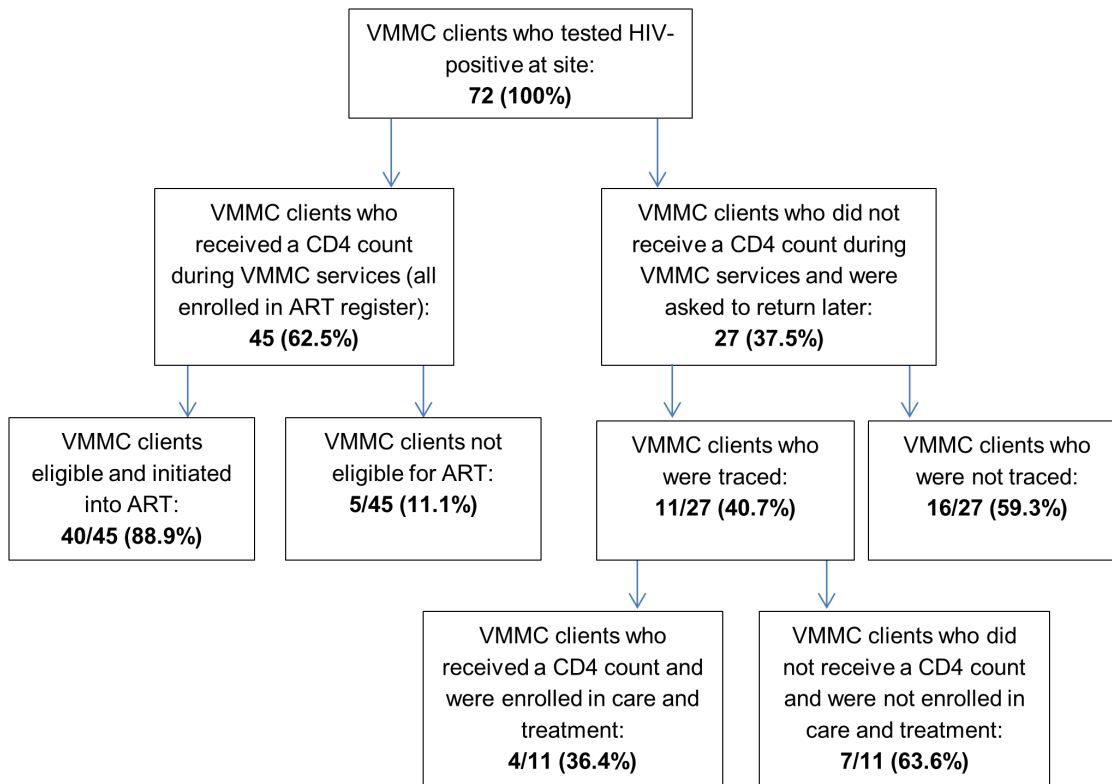 VMMC clients who tested HIV-
positive at site:
72 (100%)
VMMC clients who
received a CD4 count
during VMMC services (all
enrolled in ART register):
45 (62.5%)
VMMC clients who did not
receive a CD4 count during
VMMC services and were
asked to return later:
27 (37.5%)
VMMC clients
eligible and initiated
into ART:
40/45 (88.9%)
VMMC clients not
eligible for ART:
5/45 (11.1%)
VMMC clients who
were traced:
11/27 (40.7%)
VMMC clients who
were not traced:
16/27 (59.3%)
VMMC clients who
received a CD4 count and
were enrolled in care and
treatment:
4/11 (36.4%)
VMMC clients who did
not receive a CD4 count
and were not enrolled in
care and treatment:
7/11 (63.6%)